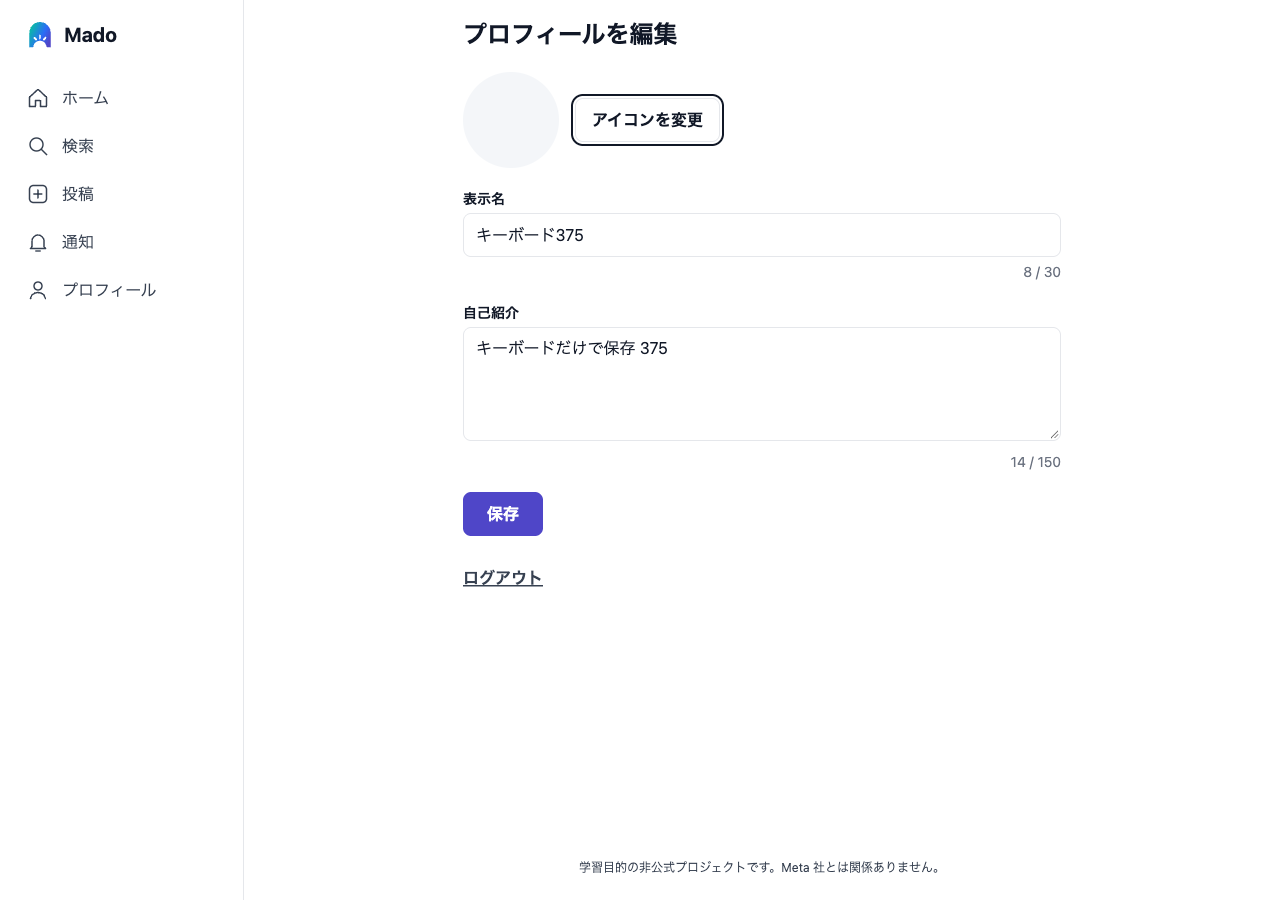 Mado
ホーム
検索
投稿
通知
プロフィール
プロフィールを編集
アイコンを変更
表示名
キーボード375
8 / 30
自己紹介
キーボードだけで保存 375
14 / 150
保存
ログアウト
学習目的の非公式プロジェクトです。Meta 社とは関係ありません。